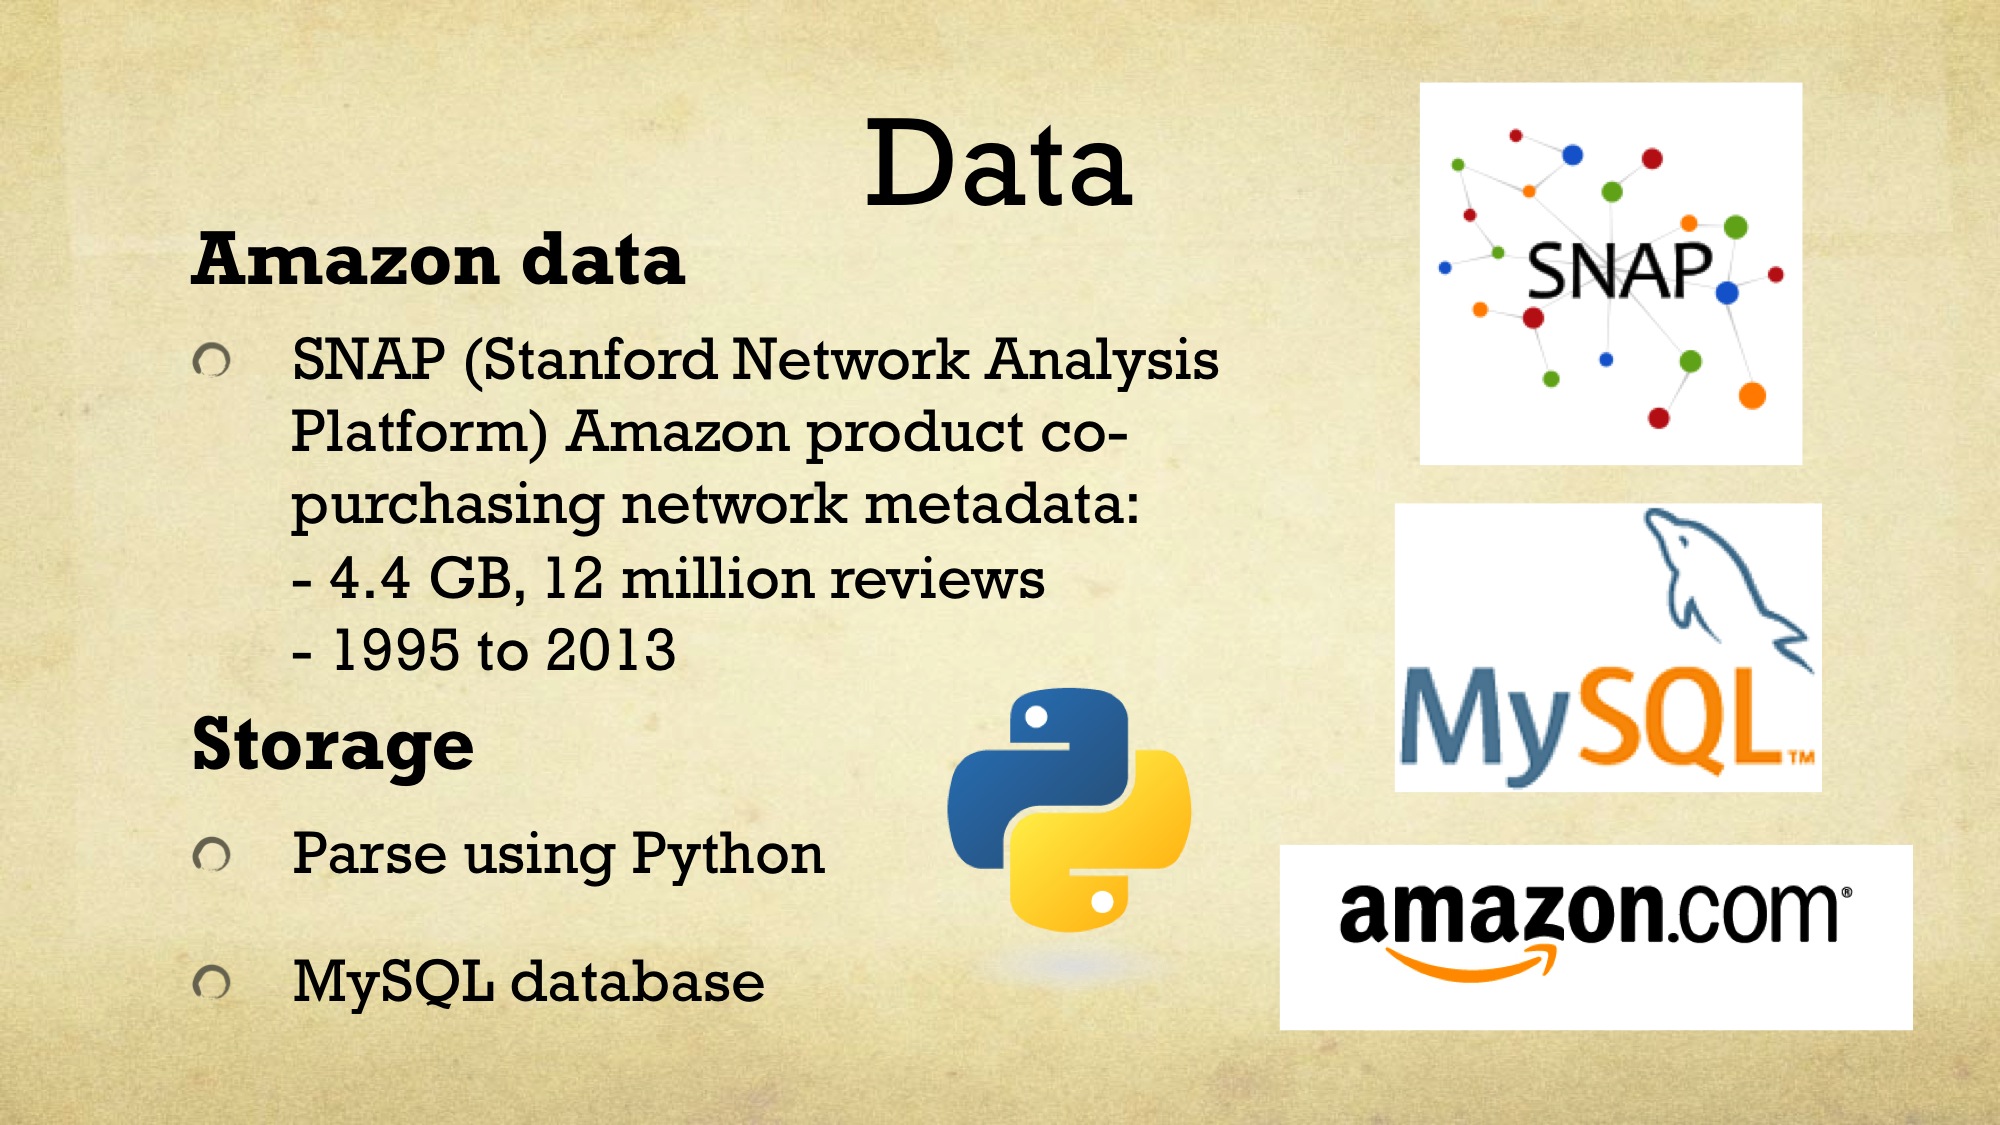 Data
Amazon data
SNAP (Stanford Network Analysis
Platform) Amazon product co-
purchasing network metadata:
- 4.4 GB, 12 million reviews
- 1995 to 2013
Storage
Parse using Python
MySQL database
SNAP
MySQL™
amazon.com®